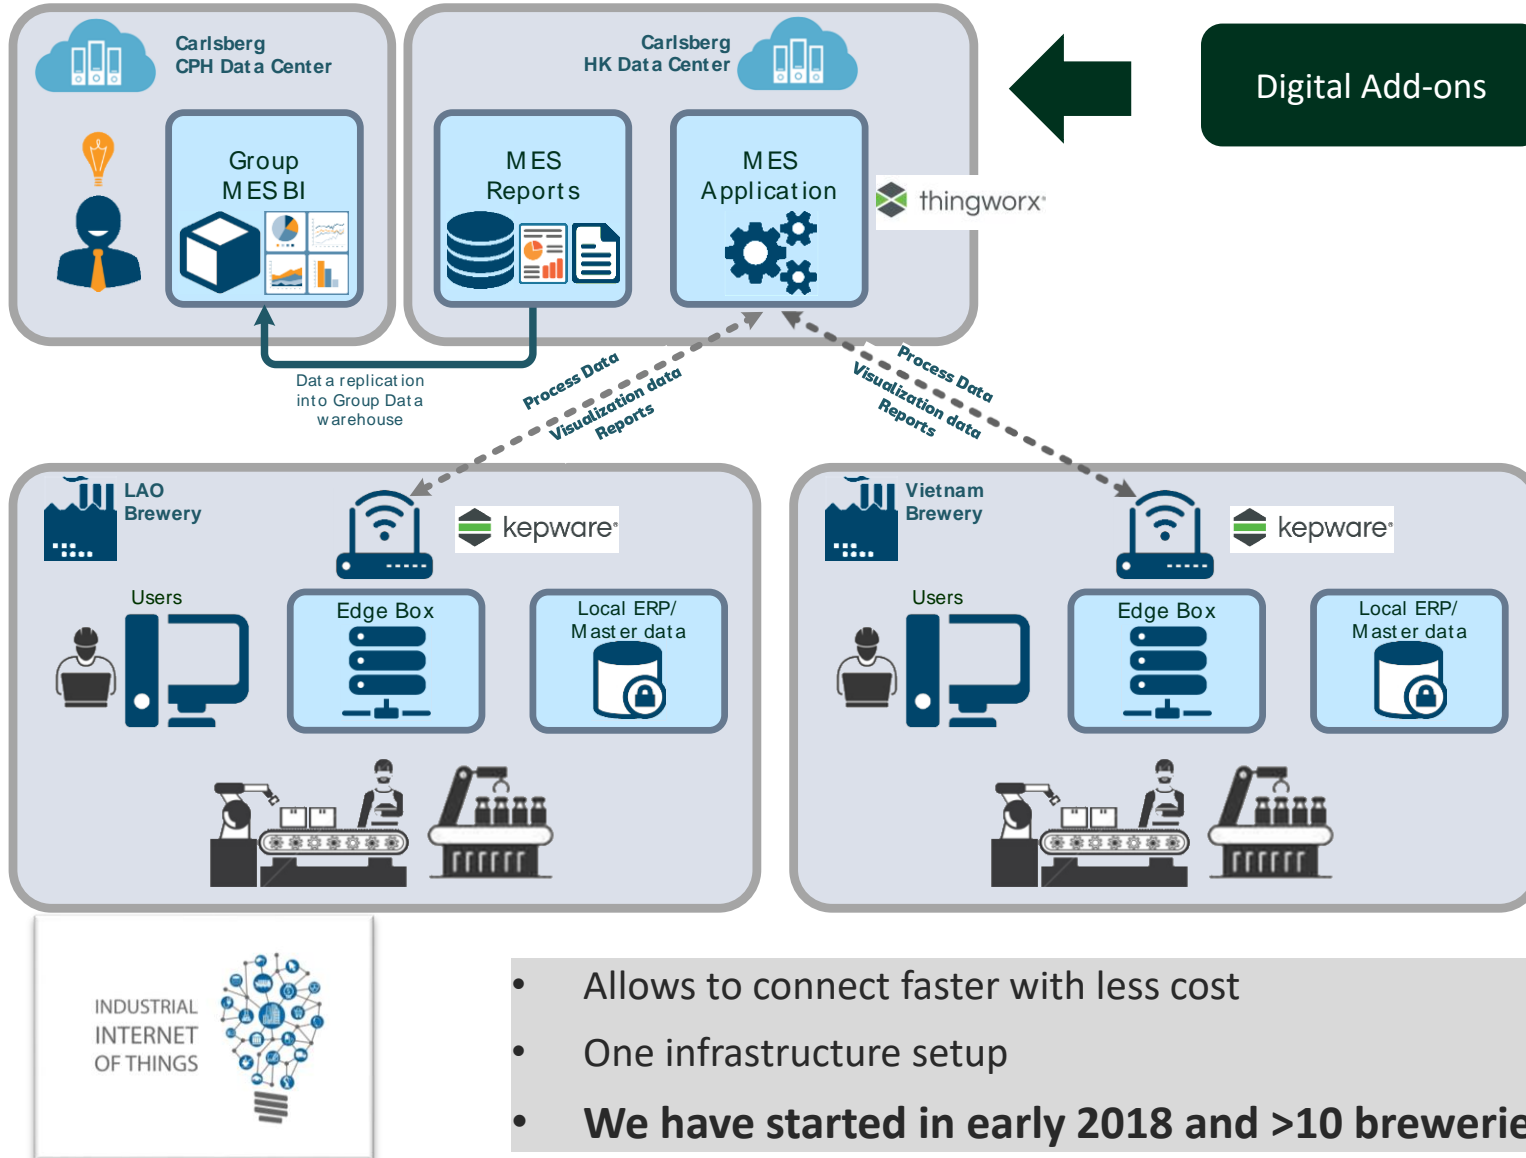 Carlsberg
CPH Data Center
Carlsberg
HK Data Center
Digital Add-ons
Group
MES BI
MES
Reports
MES
Application
thingworx
Data replication
into Group Data
warehouse
Process Data
Visualization data
Reports
Process Data
Visualization data
Reports
LAO
Brewery
kepware
Users
Edge Box
Local ERP/
Master data
Vietnam
Brewery
kepware
Users
Edge Box
Local ERP/
Master data
INDUSTRIAL
INTERNET
OF THINGS
• Allows to connect faster with less cost
• One infrastructure setup
• We have started in early 2018 and >10 brewerie